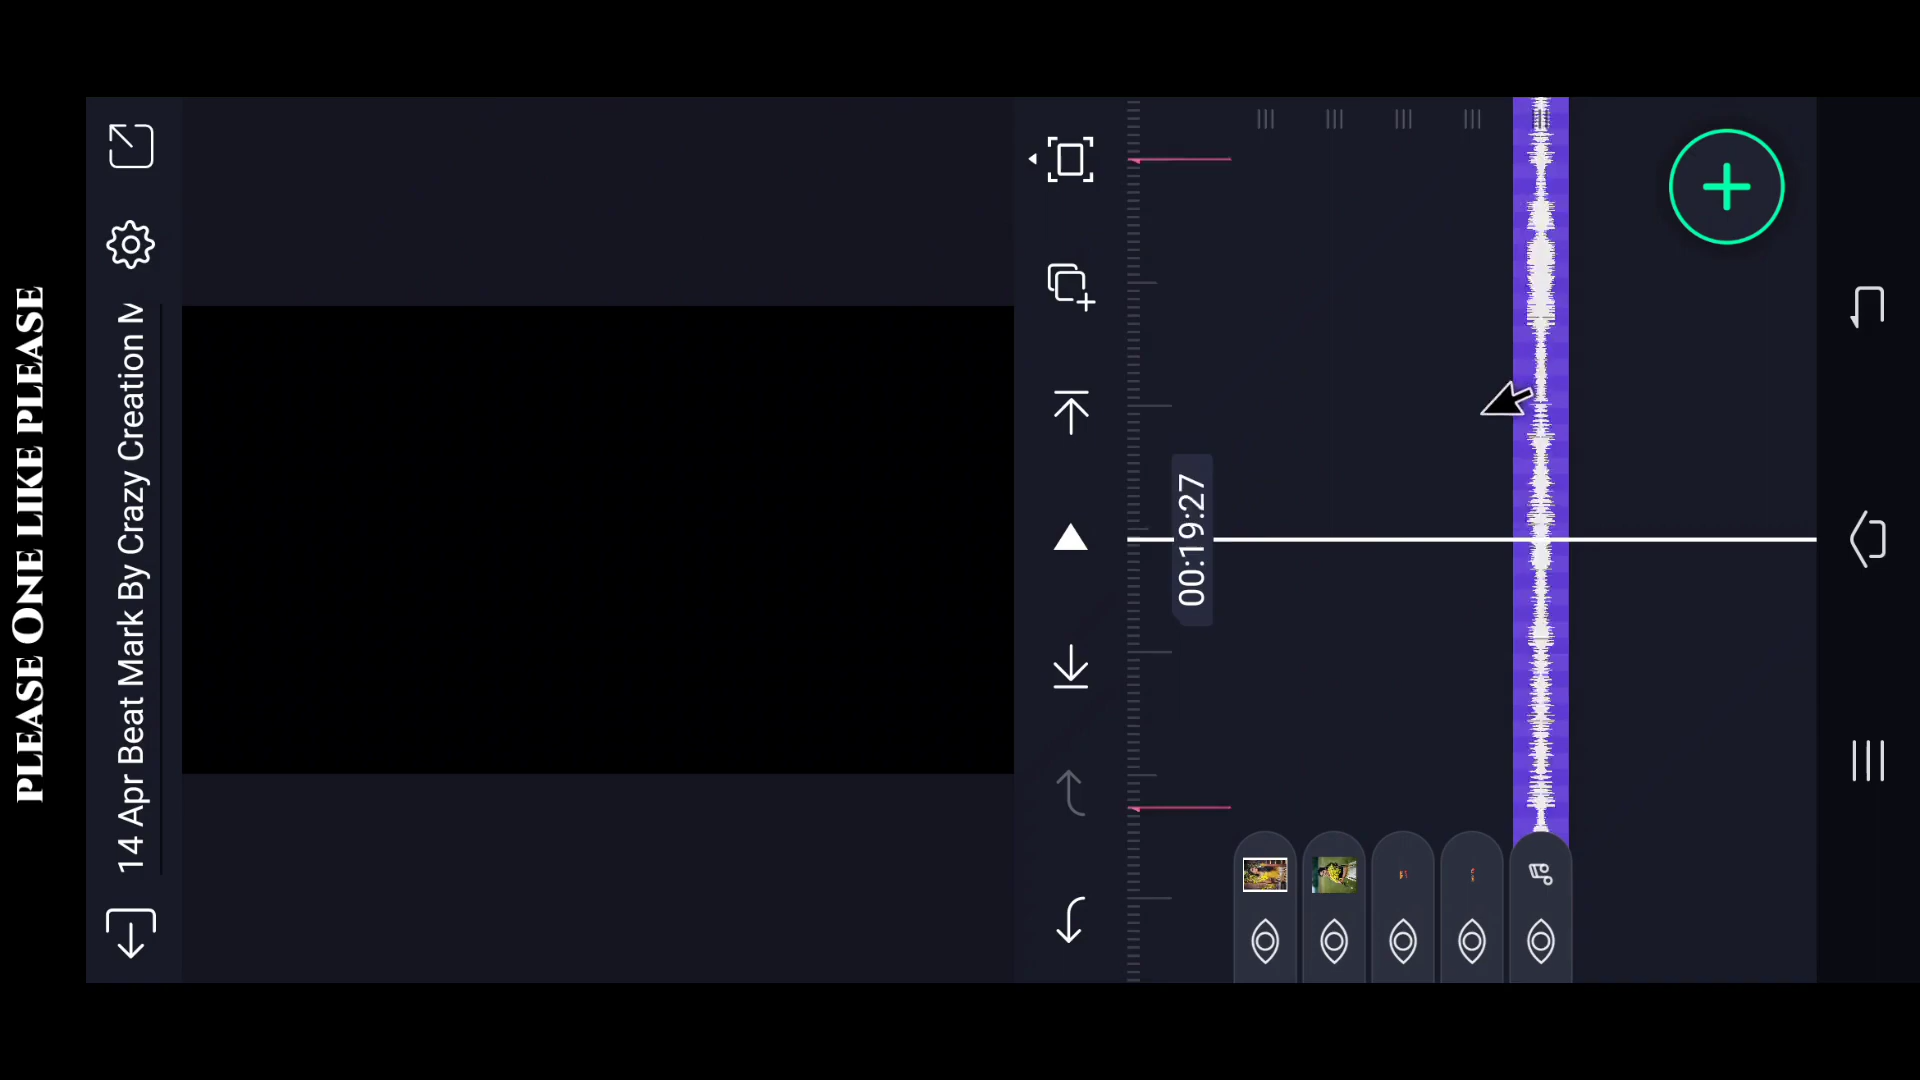 PLEASE ONE LIKE PLEASE
14 Apr Beat Mark By Crazy Creation
00:19:27